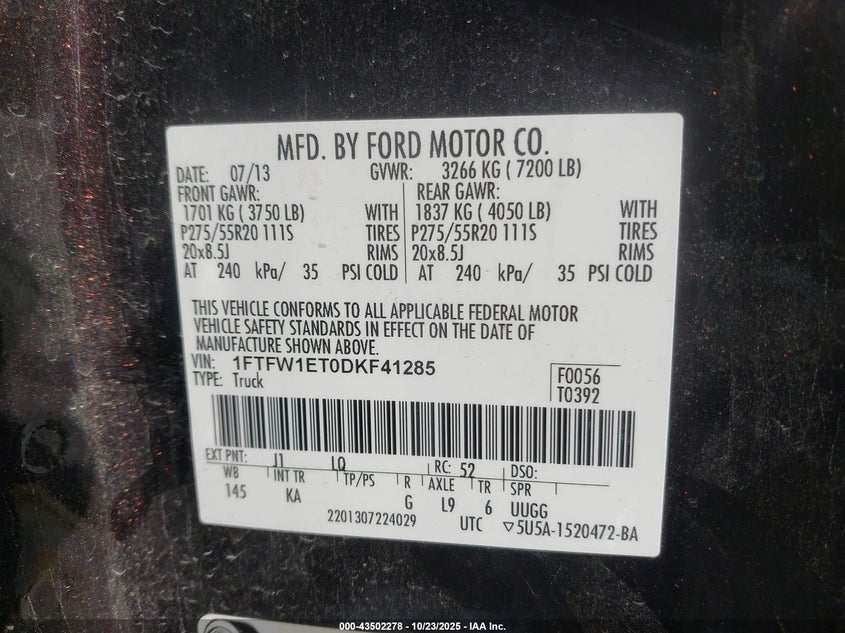 MFD. BY FORD MOTOR CO.
DATE: 07/13 GVWR: 3266 KG ( 7200 LB)
FRONT GAWR: REAR GAWR:
1701 KG ( 3750 LB) WITH 1837 KG ( 4050 LB) WITH
P275/55R20 111S TIRES P275/55R20 111S TIRES
20x8.5J RIMS 20x8.5J RIMS
AT 240 kPa/ 35 PSI COLD AT 240 kPa/ 35 PSI COLD
THIS VEHICLE CONFORMS TO ALL APPLICABLE FEDERAL MOTOR
VEHICLE SAFETY STANDARDS IN EFFECT ON THE DATE OF
MANUFACTURE SHOWN ABOVE.
VIN: 1FTFW1ET0DKF41285
TYPE: Truck
F0056
T0392
EXT PNT: J1 LQ RC: 52 DSO:
WB INT TR TP/PS R AXLE TR SPR
145 KA G L9 6 UUGG
2201307224029 UTC ▽5U5A-1520472-BA
000-43502278 - 10/23/2025 - IAA Inc.